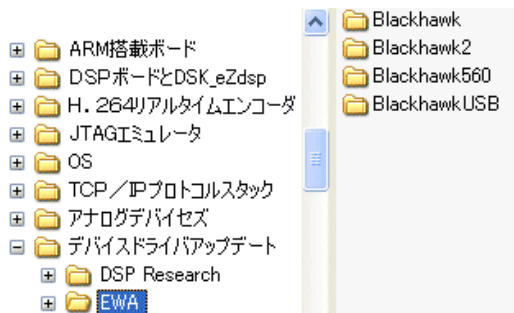 Blackhawk
Blackhawk2
Blackhawk560
BlackhawkUSB
ARM搭載ボード
DSPボードとDSK_eZdsp
H．264リアルタイムエンコーダ
JTAGエミュレータ
OS
TCP／IPプロトコルスタック
アナログデバイセズ
デバイスドライバアップデート
DSP Research
EWA